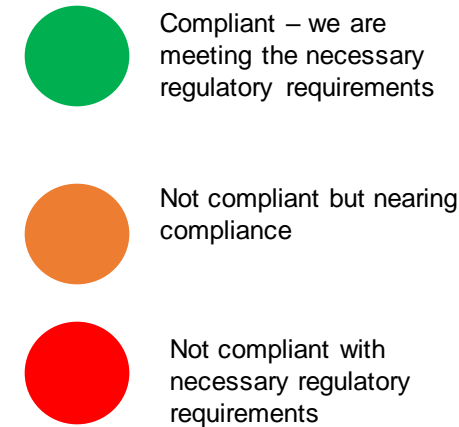 Compliant – we are
meeting the necessary
regulatory requirements
Not compliant but nearing
compliance
Not compliant with
necessary regulatory
requirements